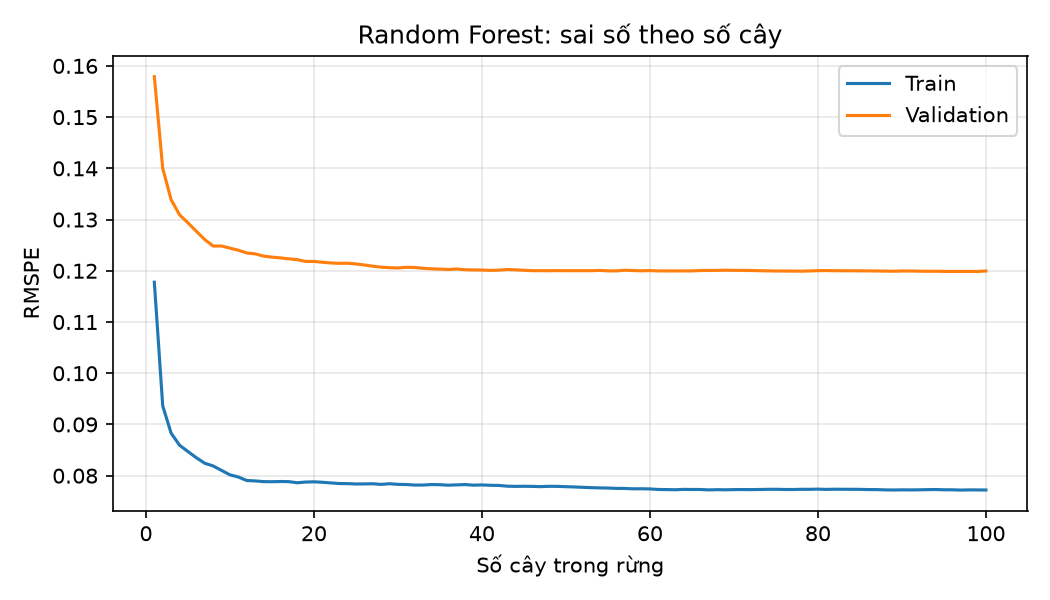 Random Forest: sai số theo số cây
Train
Validation
RMSPE
0.16
0.15
0.14
0.13
0.12
0.11
0.10
0.09
0.08
0 20 40 60 80 100
Số cây trong rừng